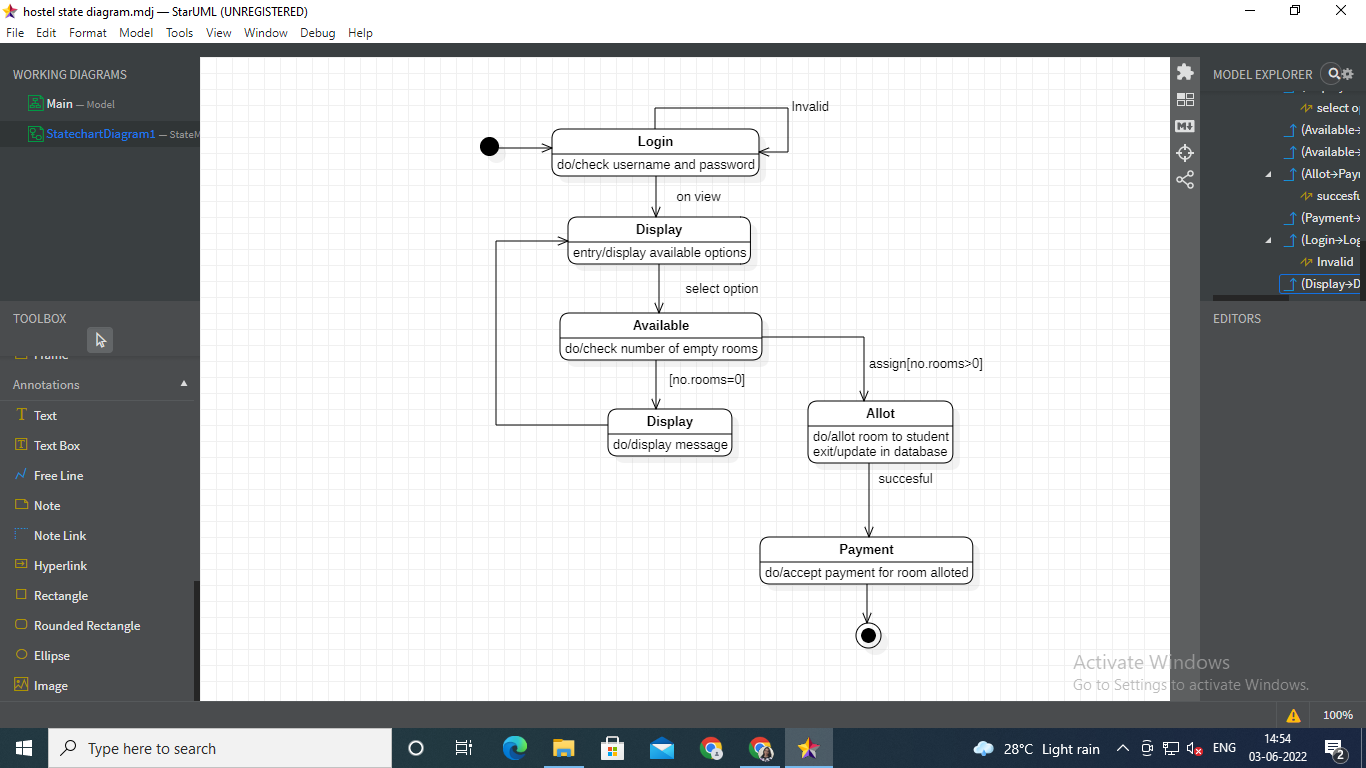 hostel state diagram.mdj — StarUML (UNREGISTERED)
File Edit Format Model Tools View Window Debug Help
WORKING DIAGRAMS
Main — Model
StatechartDiagram1 — StateM
TOOLBOX
Frame
Annotations
Text
Text Box
Free Line
Note
Note Link
Hyperlink
Rectangle
Rounded Rectangle
Ellipse
Image
Invalid
Login
do/check username and password
on view
Display
entry/display available options
select option
Available
do/check number of empty rooms
assign[no.rooms>0]
[no.rooms=0]
Display
do/display message
Allot
do/allot room to student
exit/update in database
succesful
Payment
do/accept payment for room alloted
MODEL EXPLORER
select o
(Available→
(Available→
(Allot→Payı
succesfu
(Payment→
(Login→Log
Invalid
(Display→D
EDITORS
Activate Windows
Go to Settings to activate Windows.
100%
Type here to search
28°C Light rain
ENG
14:54
03-06-2022
2